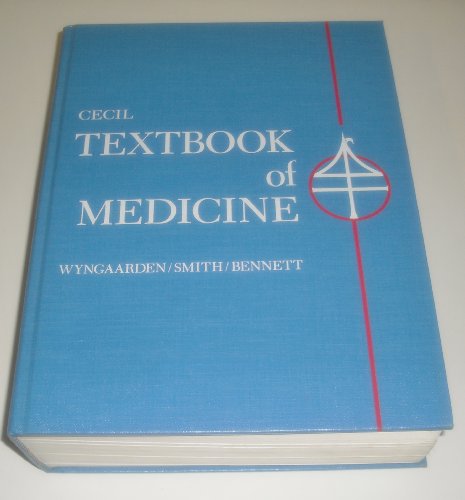 CECIL
TEXTBOOK
of
MEDICINE
WYNGAARDEN/SMITH/BENNETT